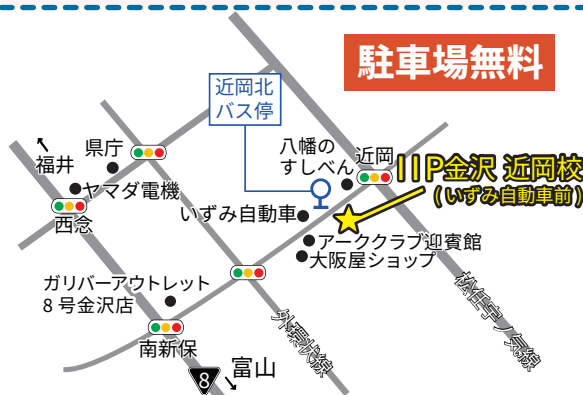 駐車場無料
近岡北
バス停
八幡の
すしべん
近岡
IIP金沢 近岡校
(いずみ自動車前)
県庁
福井
ヤマダ電機
西念
いずみ自動車
アーククラブ迎賓館
大阪屋ショップ
ガリバーアウトレット
8号金沢店
南新保
外環状線
松任宇ノ気線
8
富山